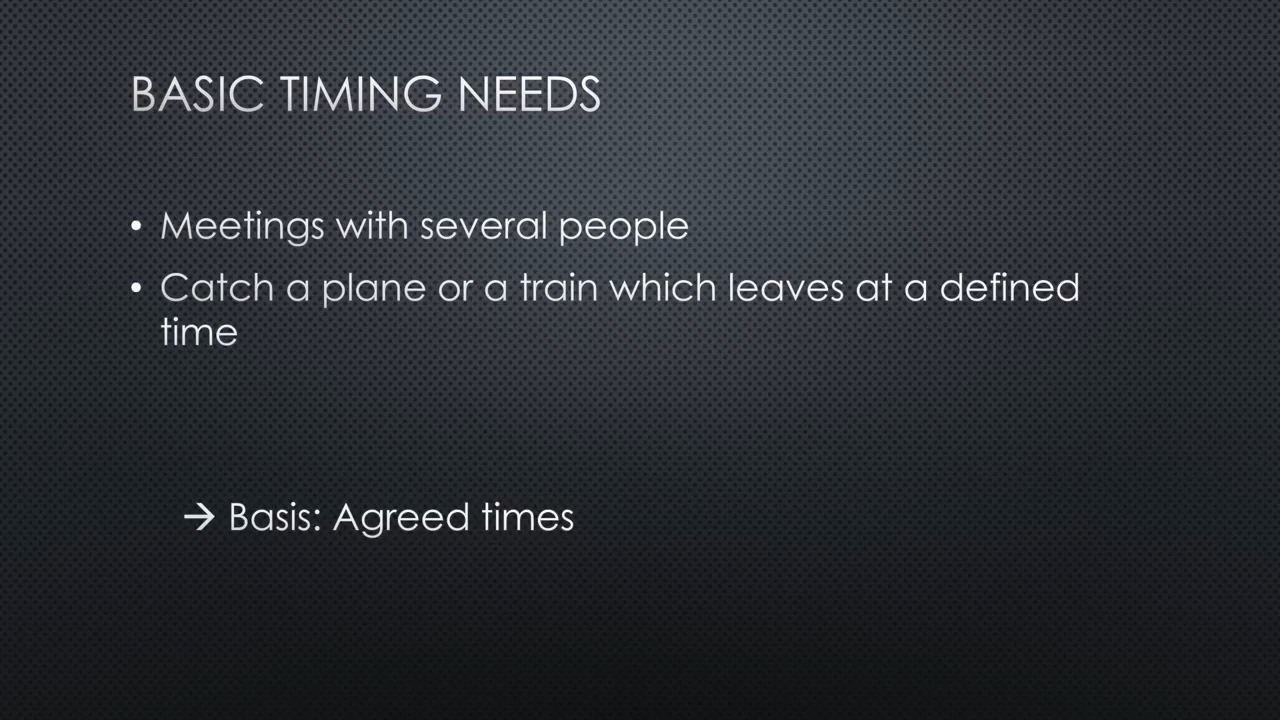 BASIC TIMING NEEDS
• Meetings with several people
• Catch a plane or a train which leaves at a defined
time
→ Basis: Agreed times